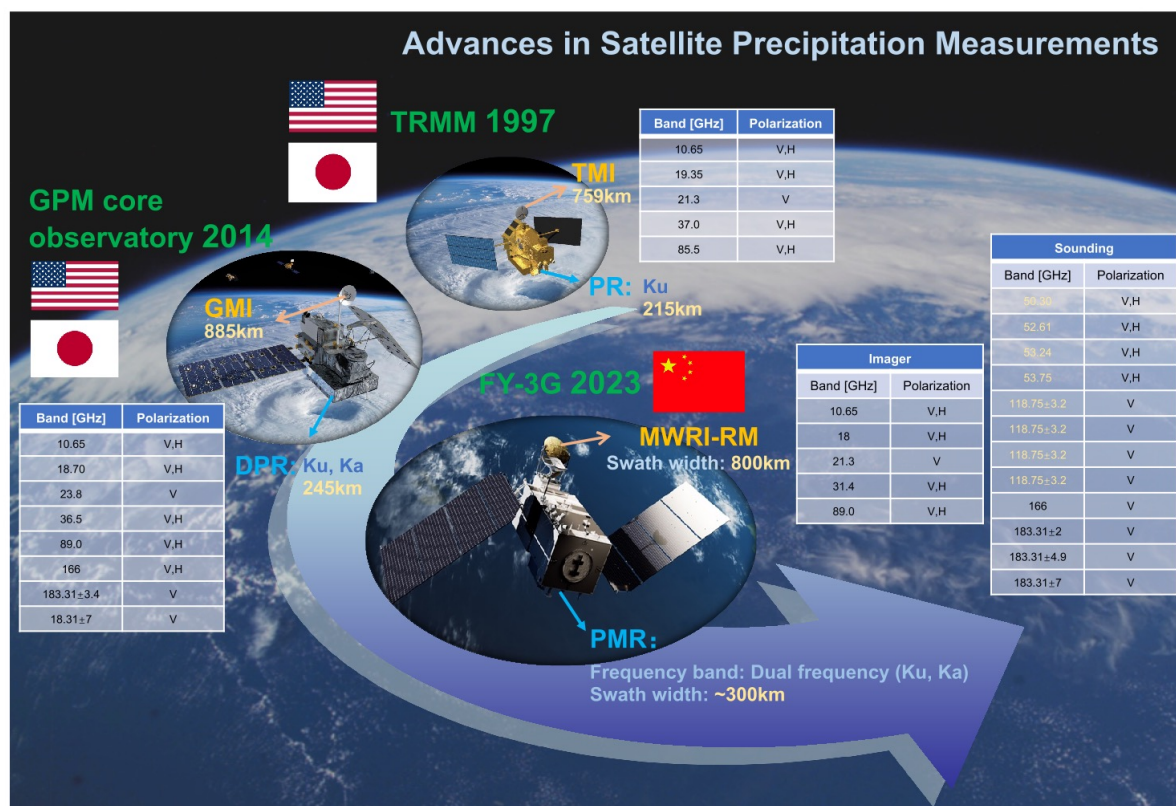 Advances in Satellite Precipitation Measurements
TRMM 1997
TMI
759km
PR: Ku
215km
Band [GHz] Polarization
10.65 V,H
19.35 V,H
21.3 V
37.0 V,H
85.5 V,H
GPM core
observatory 2014
GMI
885km
DPR: Ku, Ka
245km
Band [GHz] Polarization
10.65 V,H
18.70 V,H
23.8 V
36.5 V,H
89.0 V,H
166 V,H
183.31±3.4 V
18.31±7 V
FY-3G 2023
MWRI-RM
Swath width: 800km
PMR:
Frequency band: Dual frequency (Ku, Ka)
Swath width: ~300km
Imager
Band [GHz] Polarization
10.65 V,H
18 V,H
21.3 V
31.4 V,H
89.0 V,H
Sounding
Band [GHz] Polarization
50.30 V,H
52.61 V,H
53.24 V,H
53.75 V,H
118.75±3.2 V
118.75±3.2 V
118.75±3.2 V
118.75±3.2 V
166 V
183.31±2 V
183.31±4.9 V
183.31±7 V